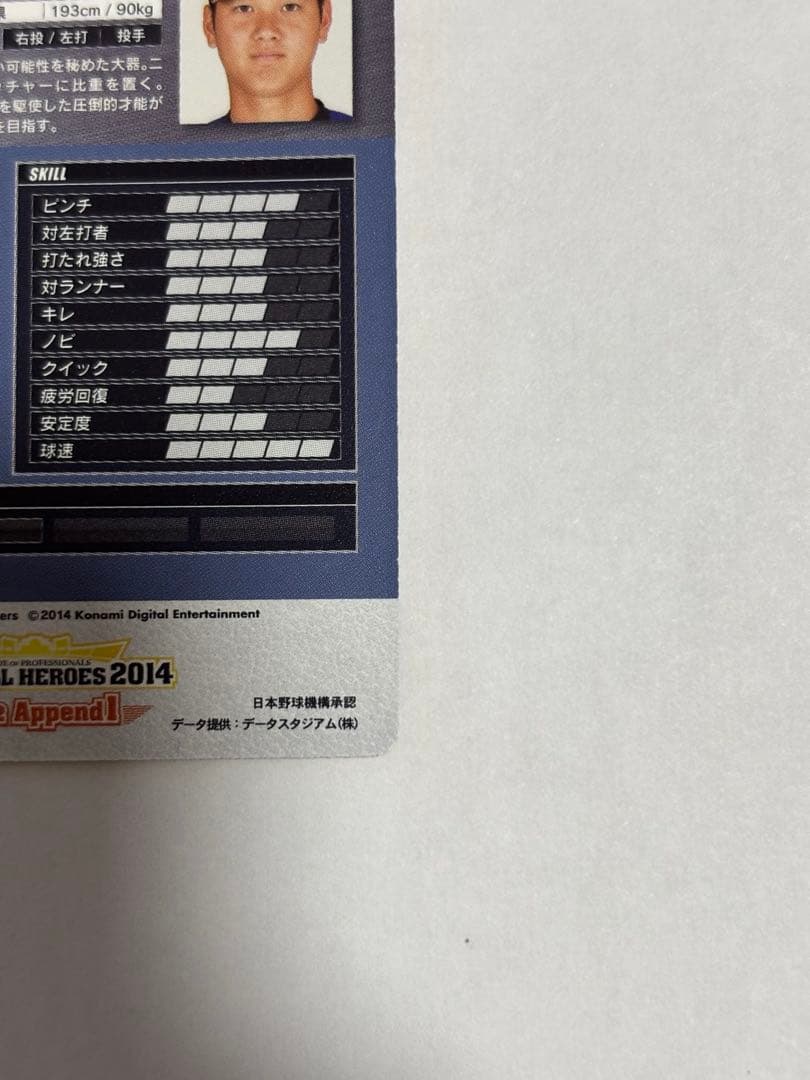 193cm / 90kg
右投 / 左打 投手
可能性を秘めた大器。二
チャーに比重を置く。
を駆使した圧倒的才能が
を目指す。
SKILL
ピンチ
対左打者
打たれ強さ
対ランナー
キレ
ノビ
クイック
疲労回復
安定度
球速
ers ©2014 Konami Digital Entertainment
DE OF PROFESSIONALS
L HEROES 2014
e Append1
日本野球機構承認
データ提供：データスタジアム(株)